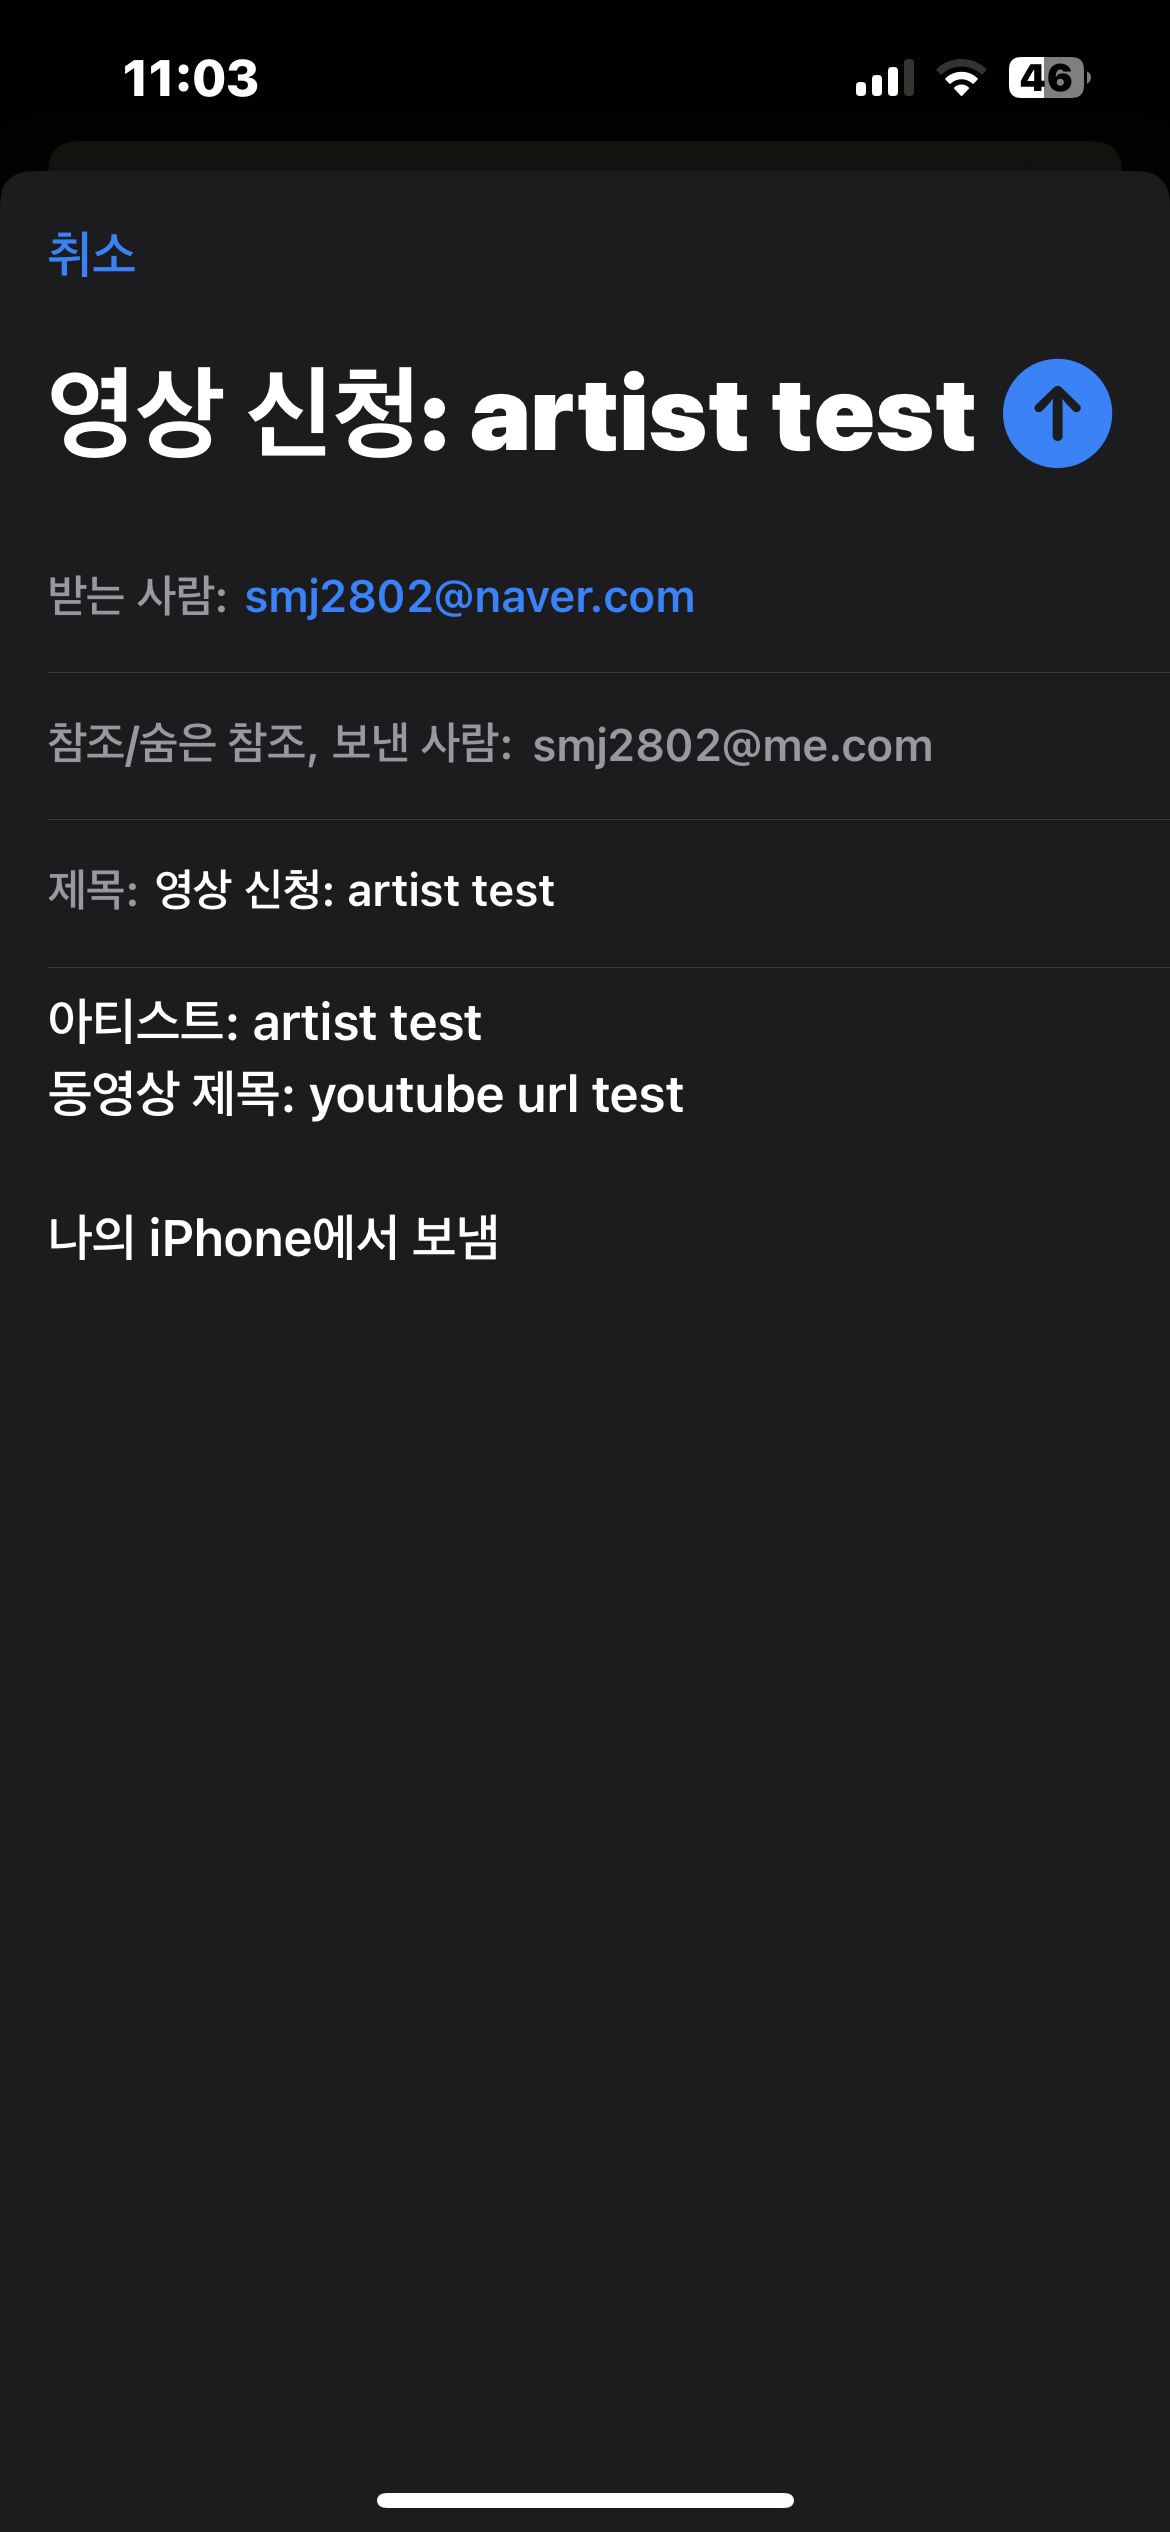 11:03
46
취소
영상 신청: artist test
받는 사람: smj2802@naver.com
참조/숨은 참조, 보낸 사람: smj2802@me.com
제목: 영상 신청: artist test
아티스트: artist test
동영상 제목: youtube url test
나의 iPhone에서 보냄